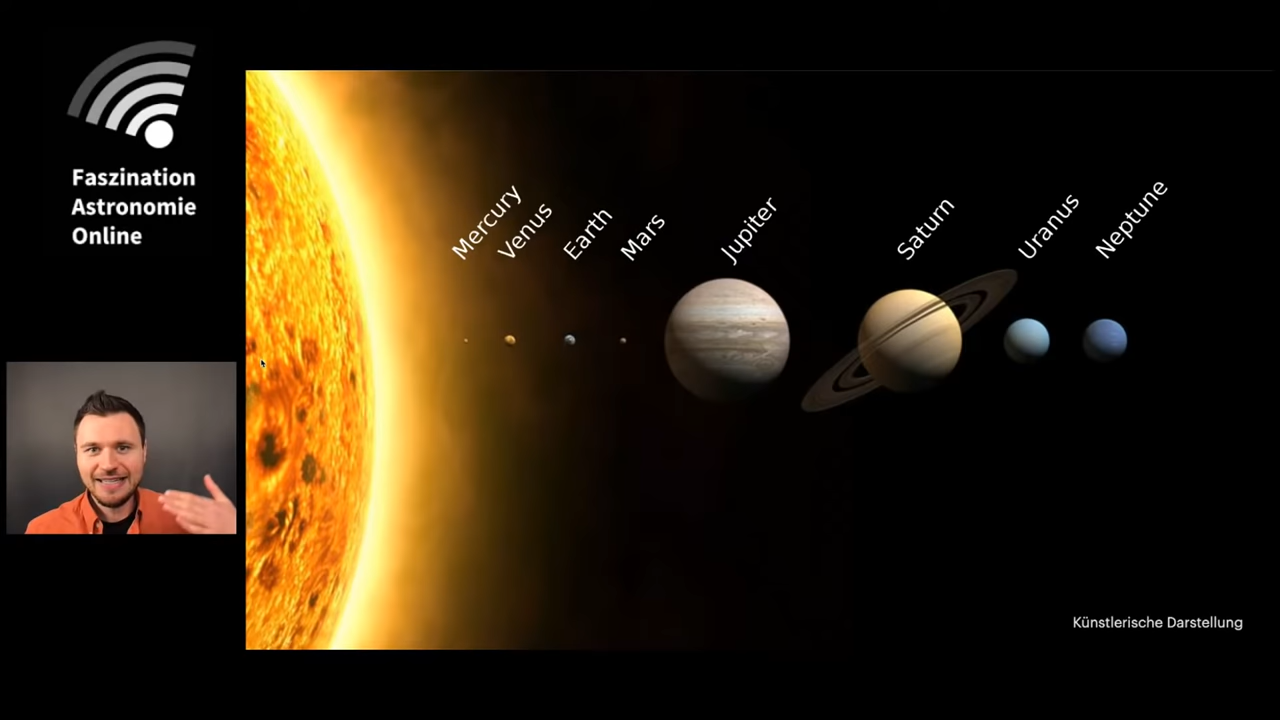 Faszination
Astronomie
Online
Mercury
Venus
Earth
Mars
Jupiter
Saturn
Uranus
Neptune
Künstlerische Darstellung